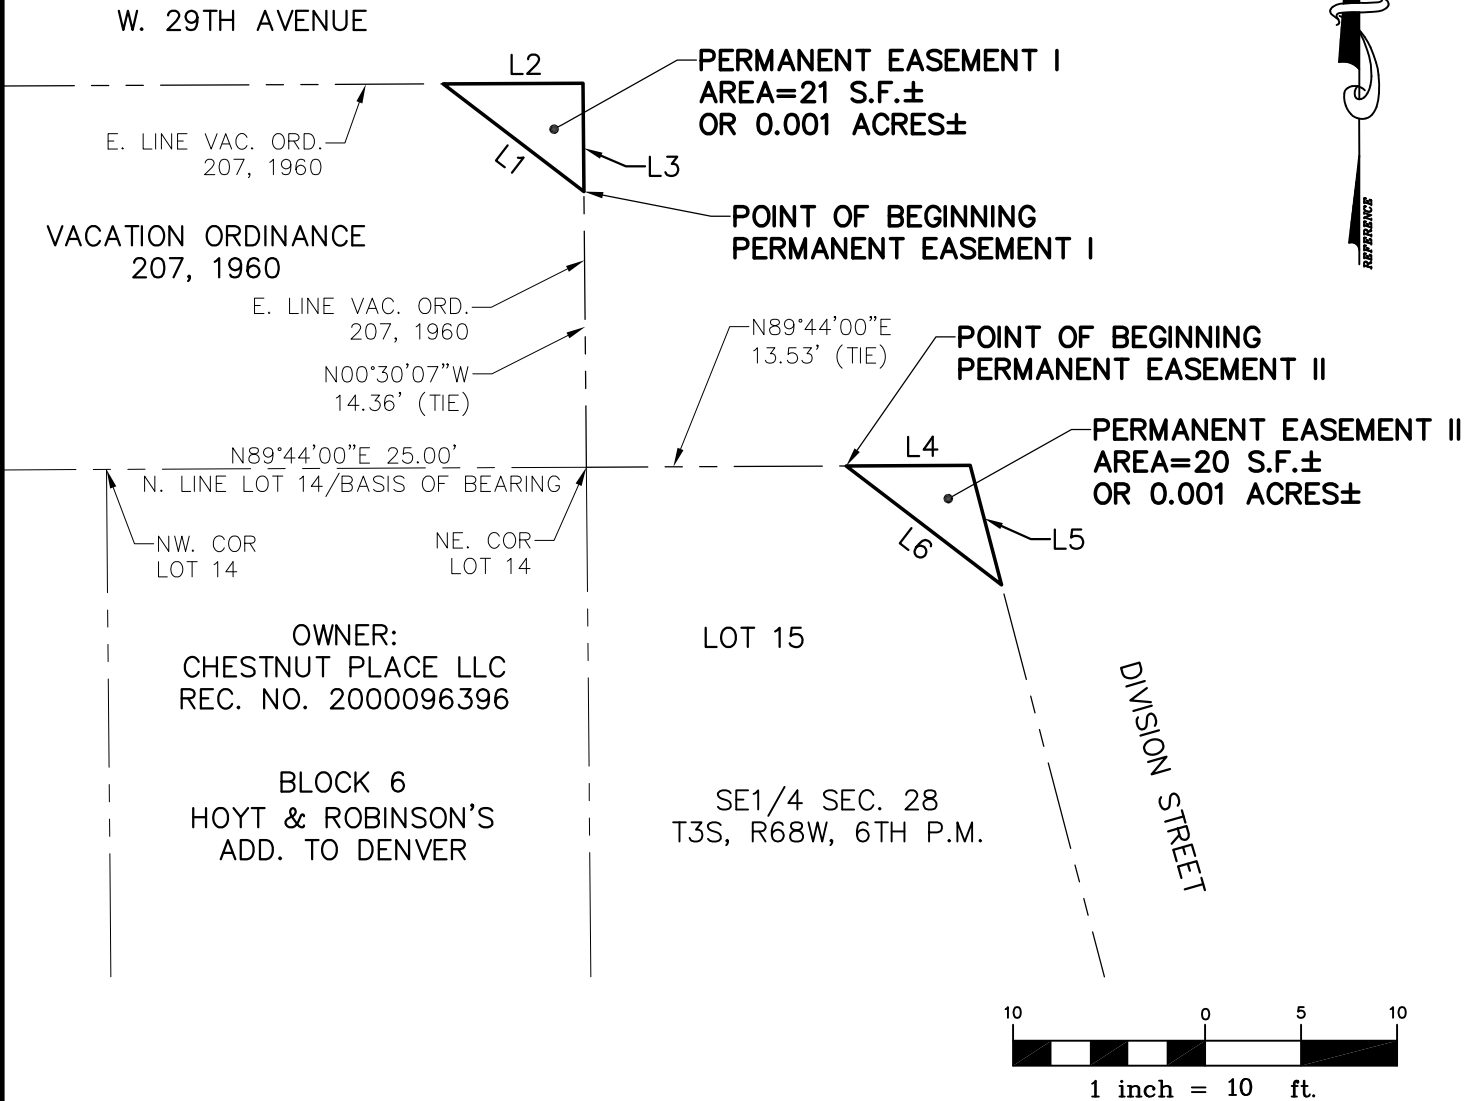 W. 29TH AVENUE
L2
PERMANENT EASEMENT I
AREA=21 S.F.±
OR 0.001 ACRES±
E. LINE VAC. ORD.
207, 1960
L1
L3
REFERENCE
POINT OF BEGINNING
PERMANENT EASEMENT I
VACATION ORDINANCE
207, 1960
E. LINE VAC. ORD.
207, 1960
N89°44'00"E
13.53' (TIE)
POINT OF BEGINNING
PERMANENT EASEMENT II
N00°30'07"W
14.36' (TIE)
PERMANENT EASEMENT II
AREA=20 S.F.±
OR 0.001 ACRES±
L4
N89°44'00"E 25.00'
N. LINE LOT 14/BASIS OF BEARING
L6
L5
NW. COR
LOT 14
NE. COR
LOT 14
OWNER:
CHESTNUT PLACE LLC
REC. NO. 2000096396
LOT 15
DIVISION STREET
BLOCK 6
HOYT & ROBINSON'S
ADD. TO DENVER
SE1/4 SEC. 28
T3S, R68W, 6TH P.M.
10 0 5 10
1 inch = 10 ft.